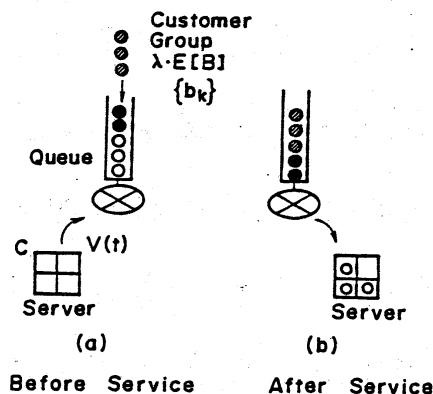 Customer
Group
λ·E[B]
{bₖ}
Queue
C
V(t)
Server
Server
(a)
(b)
Before Service
After Service